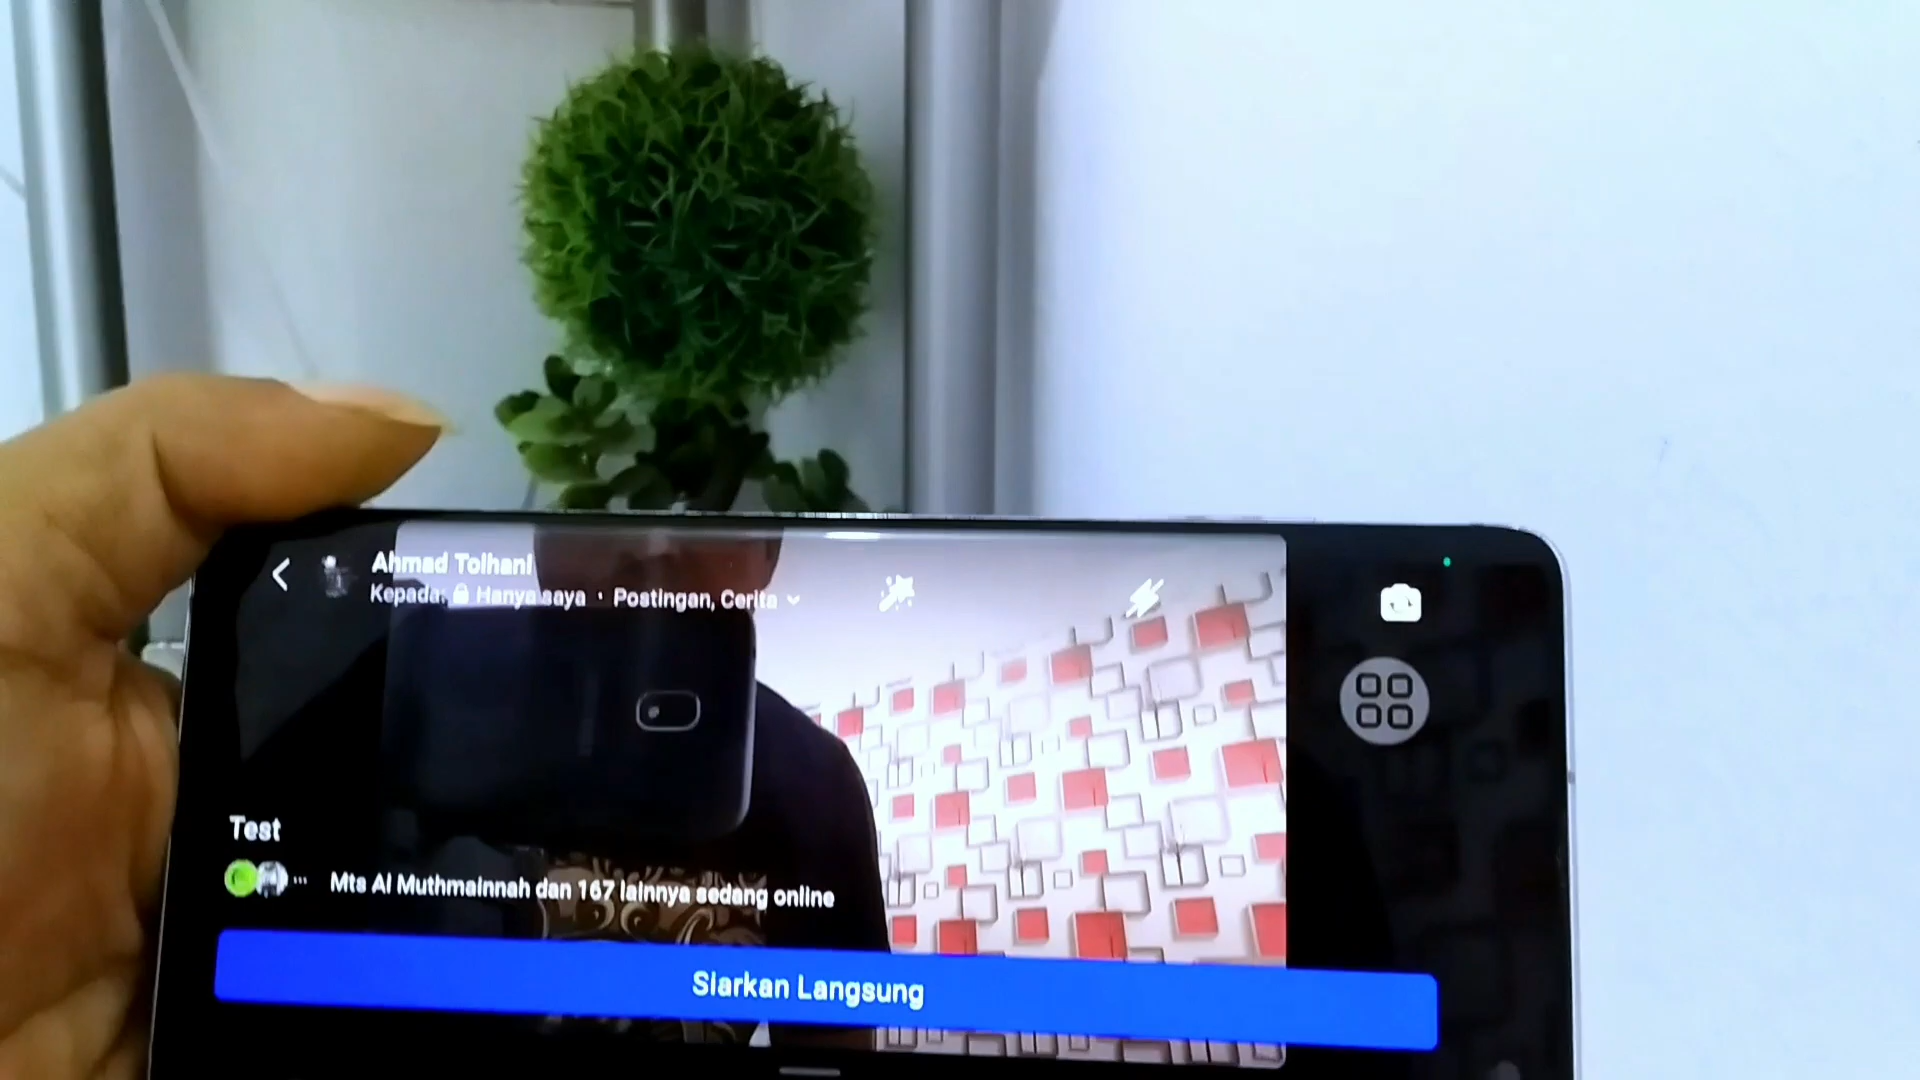 Ahmad Tolhani
Kepada: Hanya saya · Postingan, Cerita
Test
Mts Al Muthmainnah dan 167 lainnya sedang online
Siarkan Langsung